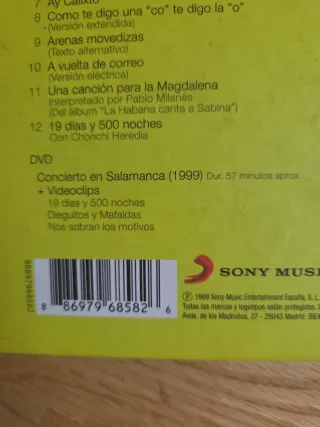 7 Ay Calixto
8 Como te digo una "co" te digo la "o"
(Versión extendida)
9 Arenas movedizas
(Texto alternativo)
10 A vuelta de correo
(Versión eléctrica)
11 Una canción para la Magdalena
Interpretado por Pablo Milanés
(Del álbum "La Habana canta a Sabina")
12 19 días y 500 noches
Con Chonchi Heredia
DVD
Concierto en Salamanca (1999) Dur. 57 minutos aprox.
+ Videoclips
19 días y 500 noches
Dieguitos y Mafaldas
Nos sobran los motivos
88697968582
8 86979 68582 6
SONY MUSI
℗ 1999 Sony Music Entertainment España, S. L.
Todas las marcas y logotipos están protegidos.
Avda. de los Madroños, 27 - 28043 Madrid. BIEM